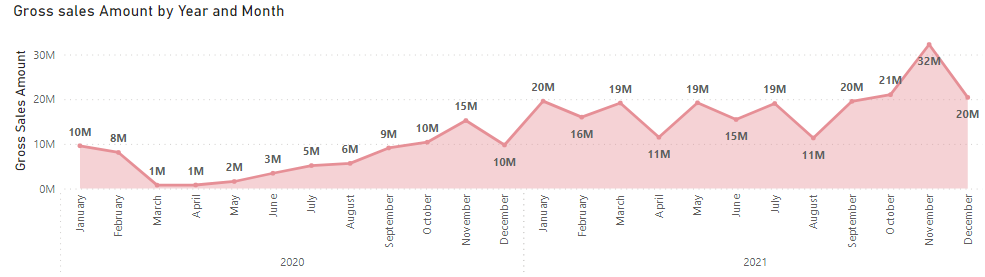 Gross sales Amount by Year and Month
Gross Sales Amount
30M
20M
10M
0M
10M
8M
1M
1M
2M
3M
5M
6M
9M
10M
15M
10M
20M
16M
19M
11M
19M
15M
19M
11M
20M
21M
32M
20M
January
February
March
April
May
June
July
August
September
October
November
December
January
February
March
April
May
June
July
August
September
October
November
December
2020
2021